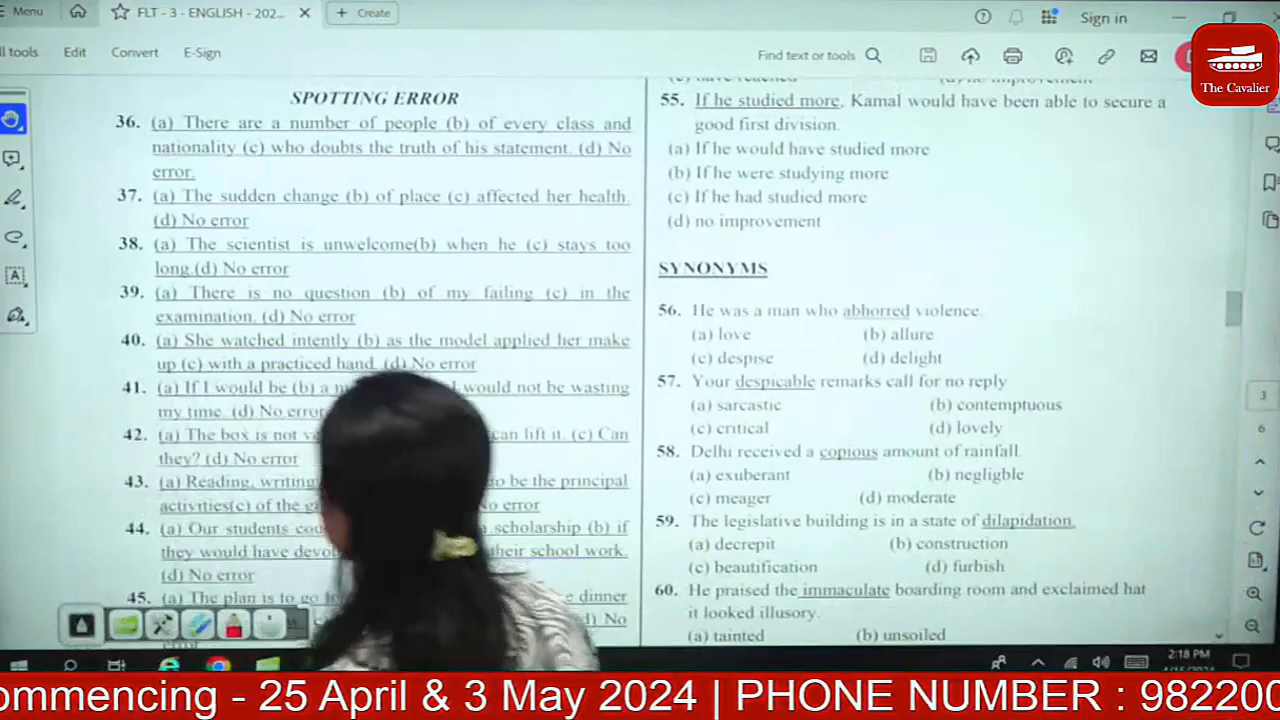 Menu
FLT - 3 - ENGLISH - 202...
Create
Sign in
ll tools
Edit
Convert
E-Sign
Find text or tools
The Cavalier
SPOTTING ERROR
36. (a) There are a number of people (b) of every class and
nationality (c) who doubts the truth of his statement. (d) No
error.
37. (a) The sudden change (b) of place (c) affected her health.
(d) No error
38. (a) The scientist is unwelcome(b) when he (c) stays too
long.(d) No error
39. (a) There is no question (b) of my failing (c) in the
examination. (d) No error
40. (a) She watched intently (b) as the model applied her make
up (c) with a practiced hand. (d) No error
41. (a) If I would be (b) a would not be wasting
my time. (d) No error
42. (a) The box is not can lift it. (c) Can
they? (d) No error
43. (a) Reading, writing be the principal
activities(c) of the No error
44. (a) Our students scholarship (b) if
they would have their school work.
(d) No error
45. (a) The plan is to go dinner
No
55. If he studied more. Kamal would have been able to secure a
good first division.
(a) If he would have studied more
(b) If he were studying more
(c) If he had studied more
(d) no improvement
SYNONYMS
56. He was a man who abhorred violence.
(a) love (b) allure
(c) despise (d) delight
57. Your despicable remarks call for no reply
(a) sarcastic (b) contemptuous
(c) critical (d) lovely
58. Delhi received a copious amount of rainfall.
(a) exuberant (b) negligble
(c) meager (d) moderate
59. The legislative building is in a state of dilapidation.
(a) decrepit (b) construction
(c) beautification (d) furbish
60. He praised the immaculate boarding room and exclaimed hat
it looked illusory.
(a) tainted (b) unsoiled
3
6
2:18 PM
ommencing - 25 April & 3 May 2024 | PHONE NUMBER : 982200